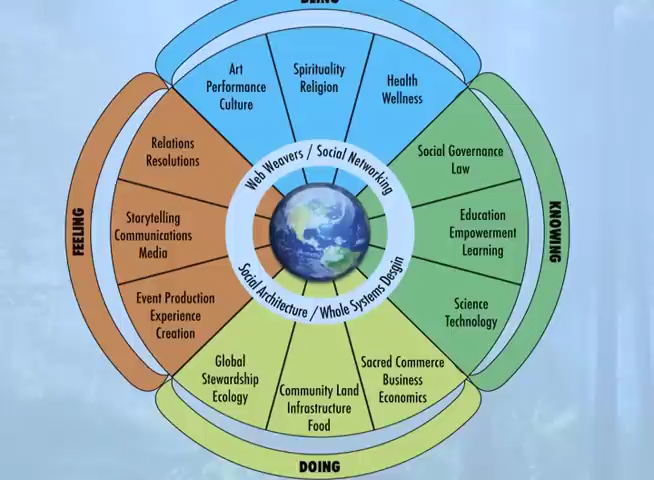 BEING
Art
Performance
Culture
Spirituality
Religion
Health
Wellness
Social Governance
Law
Education
Empowerment
Learning
Science
Technology
KNOWING
Sacred Commerce
Business
Economics
Community Land
Infrastructure
Food
Global
Stewardship
Ecology
DOING
Event Production
Experience
Creation
Storytelling
Communications
Media
Relations
Resolutions
FEELING
Web Weavers / Social Networking
Social Architecture / Whole Systems Desgin